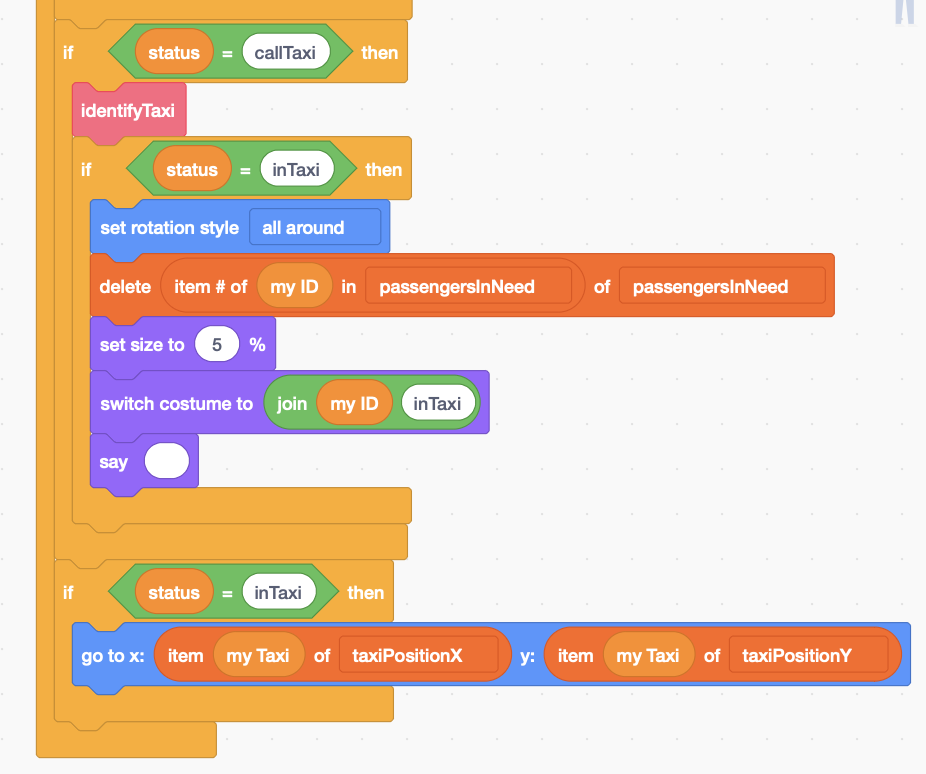 if status = callTaxi then
identifyTaxi
if status = inTaxi then
set rotation style all around
delete item # of my ID in passengersInNeed of passengersInNeed
set size to 5 %
switch costume to join my ID inTaxi
say
if status = inTaxi then
go to x: item my Taxi of taxiPositionX y: item my Taxi of taxiPositionY